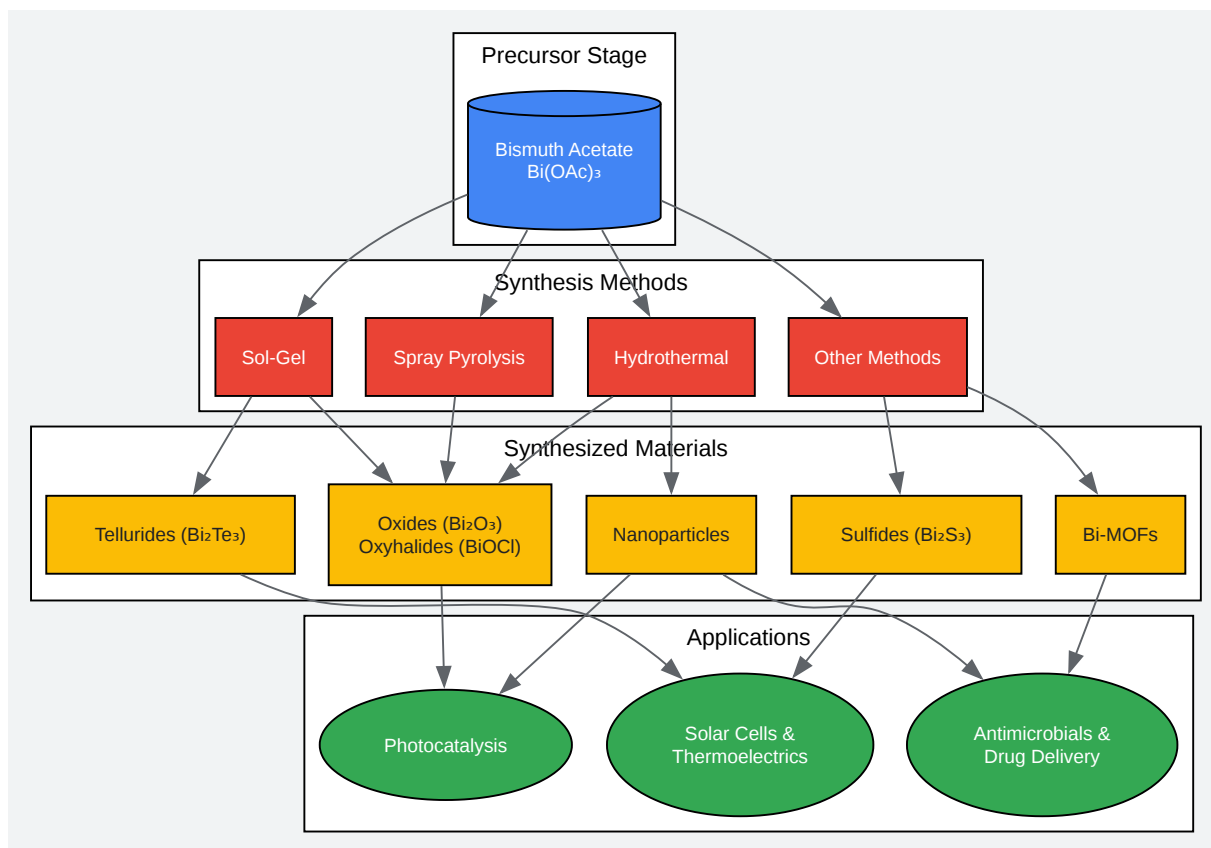 Precursor Stage
Bismuth Acetate
Bi(OAc)₃
Synthesis Methods
Sol-Gel
Spray Pyrolysis
Hydrothermal
Other Methods
Synthesized Materials
Tellurides (Bi₂Te₃)
Oxides (Bi₂O₃)
Oxyhalides (BiOCl)
Nanoparticles
Sulfides (Bi₂S₃)
Bi-MOFs
Applications
Photocatalysis
Solar Cells &
Thermoelectrics
Antimicrobials &
Drug Delivery